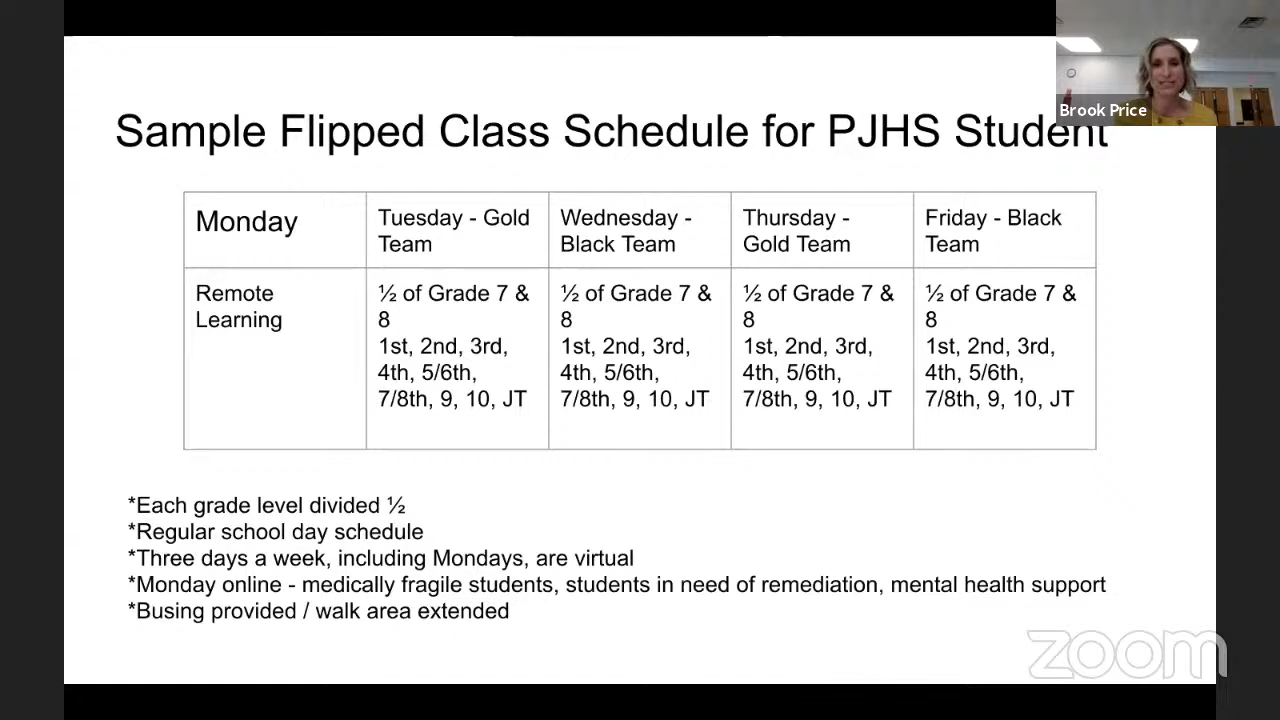 Brook Price
Sample Flipped Class Schedule for PJHS Student
Monday
Tuesday - Gold
Team
Wednesday -
Black Team
Thursday -
Gold Team
Friday - Black
Team
Remote
Learning
½ of Grade 7 &
8
1st, 2nd, 3rd,
4th, 5/6th,
7/8th, 9, 10, JT
½ of Grade 7 &
8
1st, 2nd, 3rd,
4th, 5/6th,
7/8th, 9, 10, JT
½ of Grade 7 &
8
1st, 2nd, 3rd,
4th, 5/6th,
7/8th, 9, 10, JT
½ of Grade 7 &
8
1st, 2nd, 3rd,
4th, 5/6th,
7/8th, 9, 10, JT
*Each grade level divided ½
*Regular school day schedule
*Three days a week, including Mondays, are virtual
*Monday online - medically fragile students, students in need of remediation, mental health support
*Busing provided / walk area extended
zoom